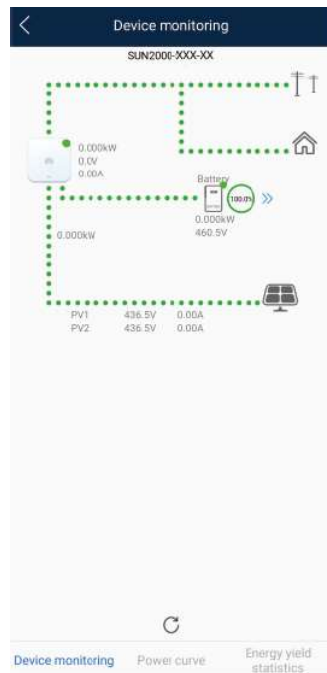 Device monitoring
SUN2000-XXX-XX
0.000kW
0.0V
0.00A
Battery
100.0%
0.000kW
460.5V
0.000kW
PV1 436.5V 0.00A
PV2 436.5V 0.00A
Device monitoring Power curve Energy yield statistics